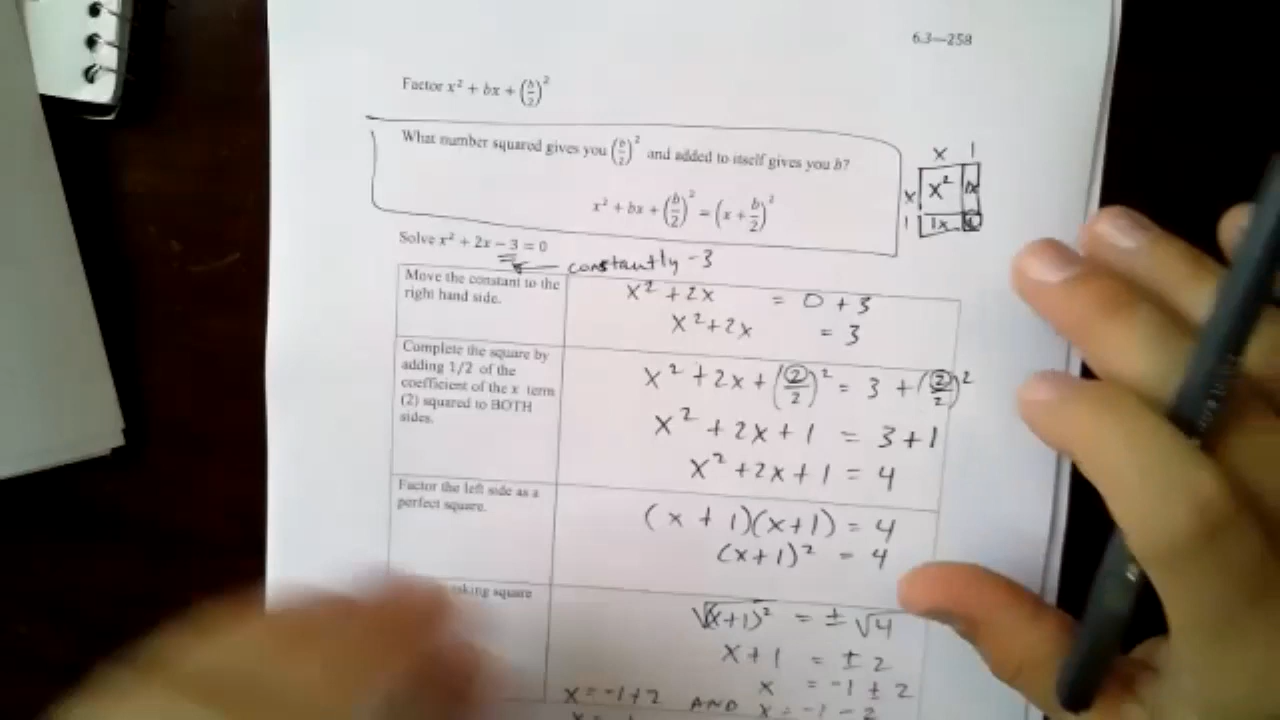 6.3—258
Factor x² + bx + (b/2)²
What number squared gives you (b/2)² and added to itself gives you b?
x² + bx + (b/2)² = (x + b/2)²
x 1
x x² 1x
1 1x
Solve x² + 2x − 3 = 0
constantly -3
Move the constant to the
right hand side.
x² + 2x = 0 + 3
x² + 2x = 3
Complete the square by
adding 1/2 of the
coefficient of the x term
(2) squared to BOTH
sides.
x² + 2x + (2/2)² = 3 + (2/2)²
x² + 2x + 1 = 3 + 1
x² + 2x + 1 = 4
Factor the left side as a
perfect square.
(x + 1)(x + 1) = 4
(x + 1)² = 4
square
√(x+1)² = ± √4
x + 1 = ± 2
x = -1 ± 2
x = -1 + 2 AND x = -1 - 2